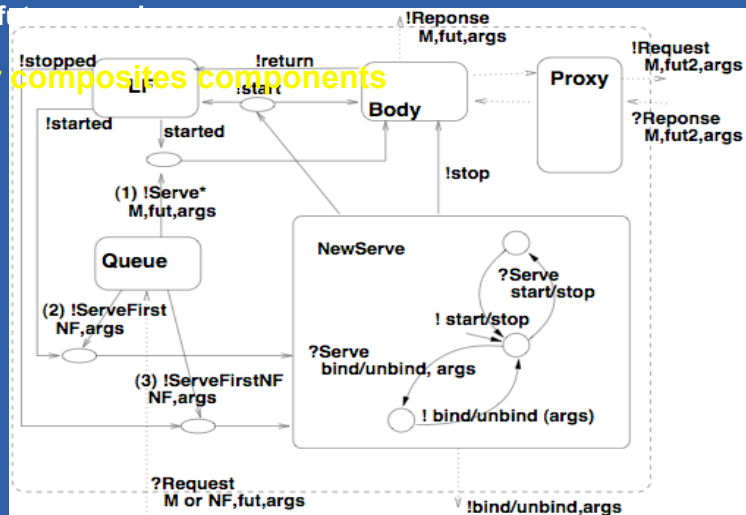 !Reponse
M,fut,args
!stopped
!return
!Request
M,fut2,args
composites components
LF
!start
Body
Proxy
?Reponse
M,fut2,args
!started
started
!stop
(1) !Serve*
M,fut,args
NewServe
Queue
?Serve
start/stop
(2) !ServeFirst
NF,args
! start/stop
?Serve
bind/unbind, args
(3) !ServeFirstNF
NF,args
! bind/unbind (args)
?Request
M or NF,fut,args
!bind/unbind,args